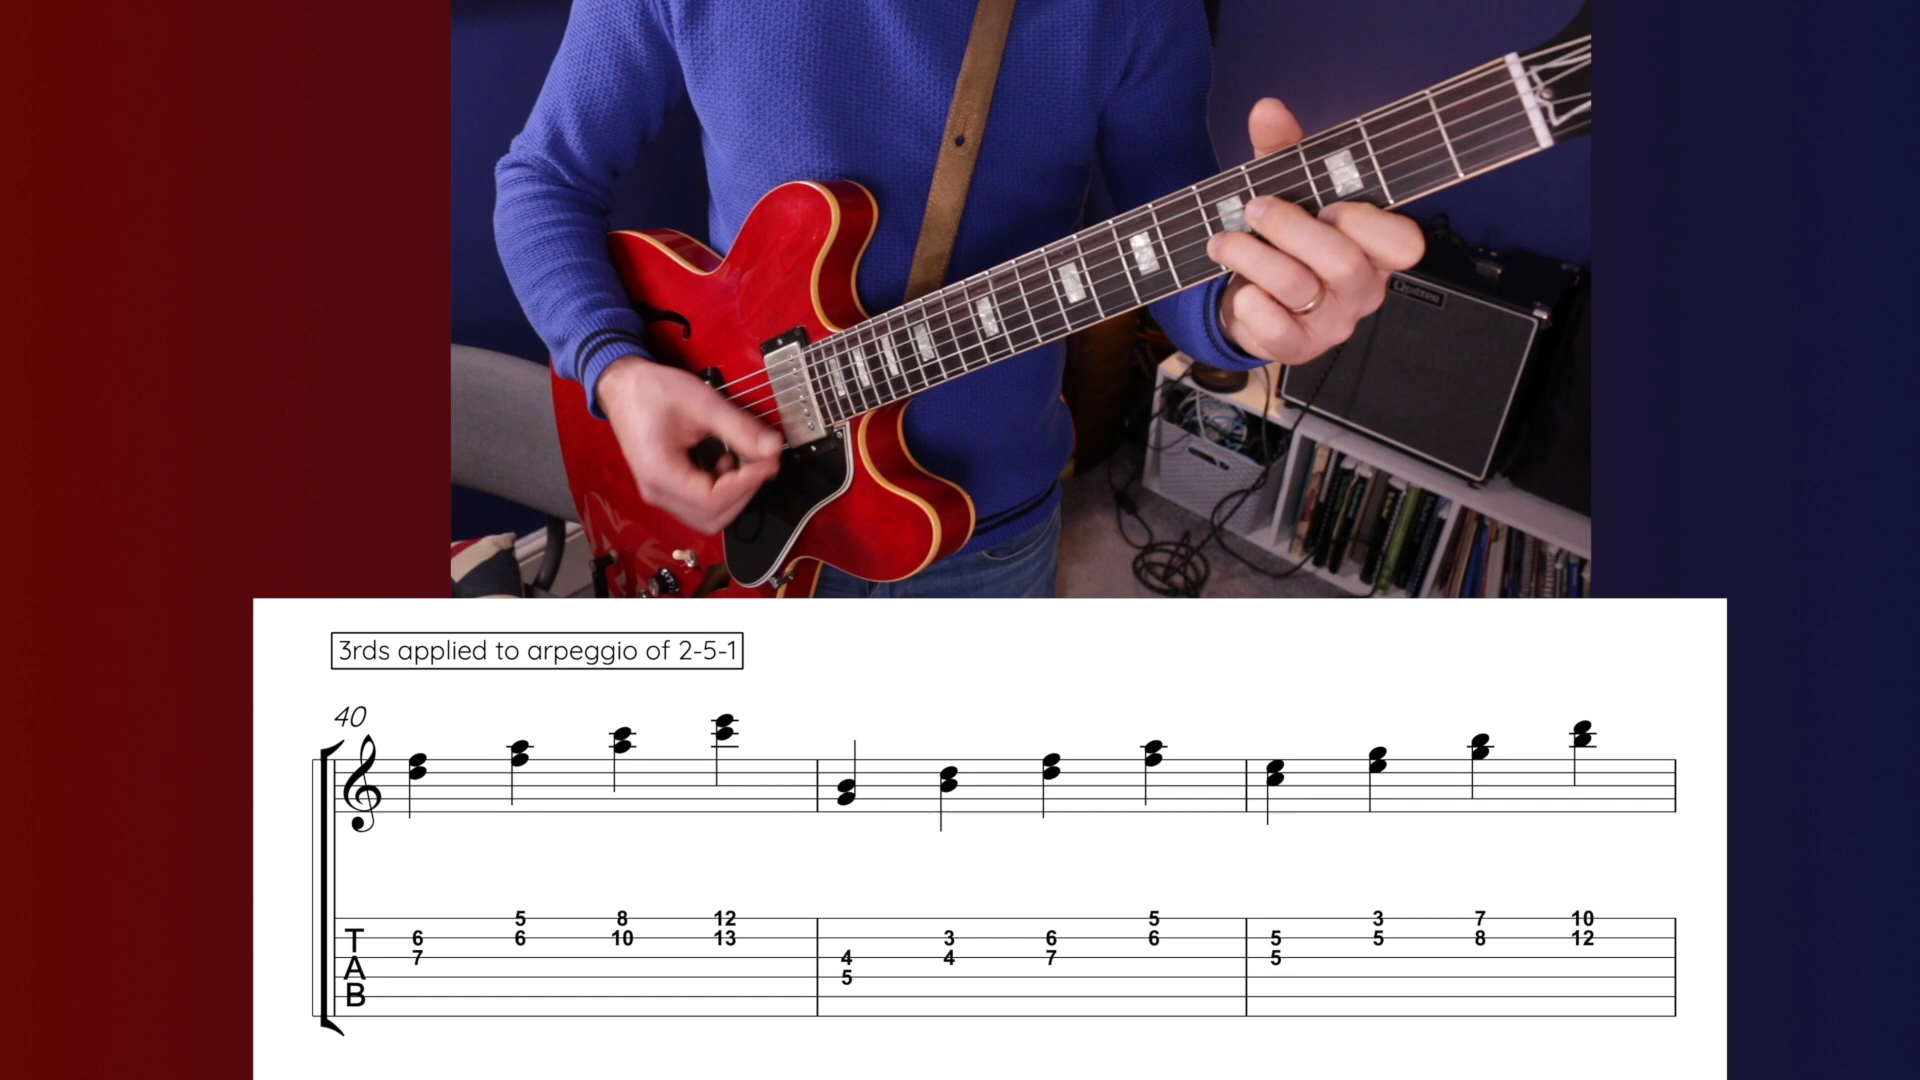 Quilter
3rds applied to arpeggio of 2-5-1
40
5 8 12 5 3 7 10
T 6 6 10 13 3 6 6 5 5 8 12
A 7 4 4 7 5
B 5